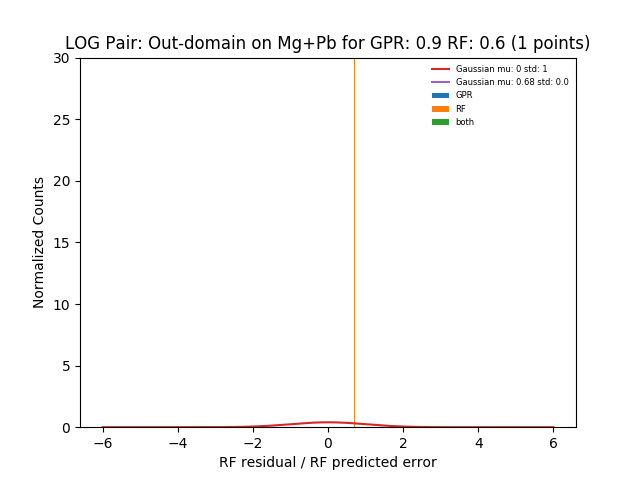 LOG Pair: Out-domain on Mg+Pb for GPR: 0.9 RF: 0.6 (1 points)
Gaussian mu: 0 std: 1
Gaussian mu: 0.68 std: 0.0
GPR
RF
both
Normalized Counts
30
25
20
15
10
5
0
−6 −4 −2 0 2 4 6
RF residual / RF predicted error